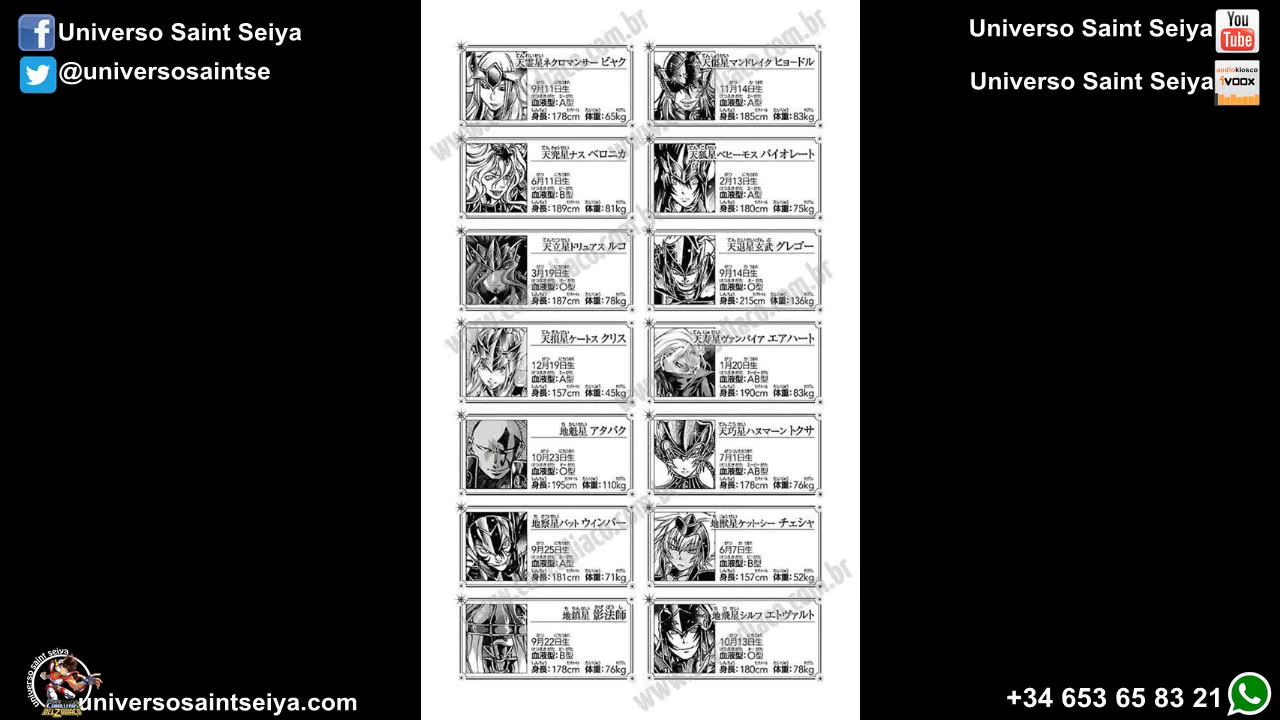 Universo Saint Seiya
@universosaintse
Universo Saint Seiya
You
Tube
Universo Saint Seiya
audiokiosco
ivoox
天霊星ネクロマンサー ビャク
9月11日生
血液型:A型
身長:178cm 体重:65kg
天傷星マンドレイク ヒョードル
11月14日生
血液型:A型
身長:185cm 体重:83kg
天究星ナス ベロニカ
6月11日生
血液型:B型
身長:189cm 体重:81kg
天孤星ベヒーモス バイオレート
2月13日生
血液型:A型
身長:180cm 体重:75kg
天立星ドリュアス ルコ
3月19日生
血液型:O型
身長:187cm 体重:78kg
天退星玄武 グレゴー
9月14日生
血液型:O型
身長:215cm 体重:136kg
ケートス クリス
12月19日生
血液型:A型
身長:157cm 体重:45kg
天寿星ヴァンパイア エアハート
1月20日生
血液型:AB型
身長:190cm 体重:83kg
地魁星 アタバク
10月23日生
血液型:O型
身長:195cm 体重:110kg
天巧星ハヌマーン トクサ
7月1日生
血液型:AB型
身長:178cm 体重:76kg
地察星バット ウィンバー
9月25日生
血液型:A型
身長:181cm 体重:71kg
地獣星ケット・シー チェシャ
6月7日生
血液型:B型
身長:157cm 体重:52kg
影法師
9月22日生
血液型:B型
身長:178cm 体重:76kg
地飛星シルフ エトヴァルト
10月13日生
血液型:O型
身長:180cm 体重:78kg
Universo Saint Seiya
universosaintseiya.com
+34 653 65 83 21